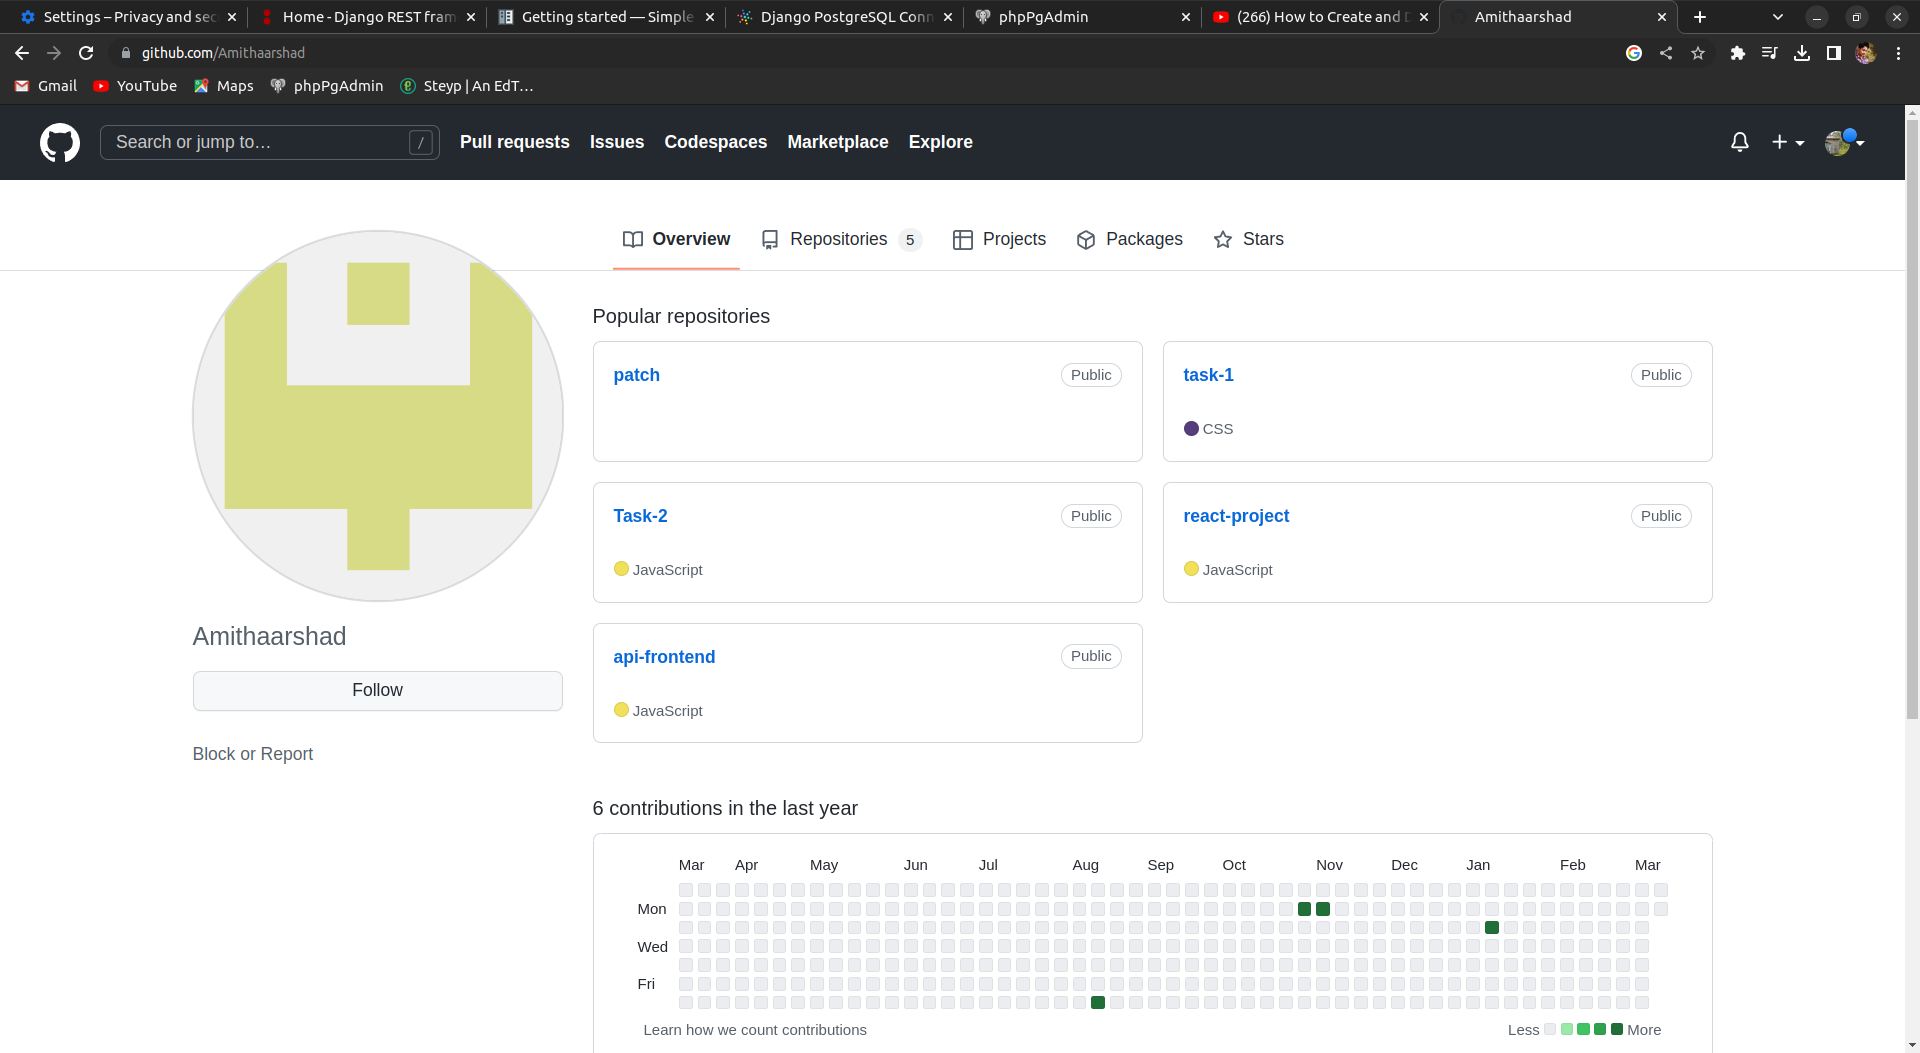 Settings – Privacy and sec
Home - Django REST fram
Getting started — Simple
Django PostgreSQL Conn
phpPgAdmin
(266) How to Create and D
Amithaarshad
github.com/Amithaarshad
Gmail
YouTube
Maps
phpPgAdmin
Steyp | An EdT…
Search or jump to…
/
Pull requests
Issues
Codespaces
Marketplace
Explore
Overview
Repositories 5
Projects
Packages
Stars
Popular repositories
patch
Public
task-1
Public
CSS
Task-2
Public
JavaScript
react-project
Public
JavaScript
api-frontend
Public
JavaScript
Amithaarshad
Follow
Block or Report
6 contributions in the last year
Mar Apr May Jun Jul Aug Sep Oct Nov Dec Jan Feb Mar
Mon
Wed
Fri
Learn how we count contributions
Less
More